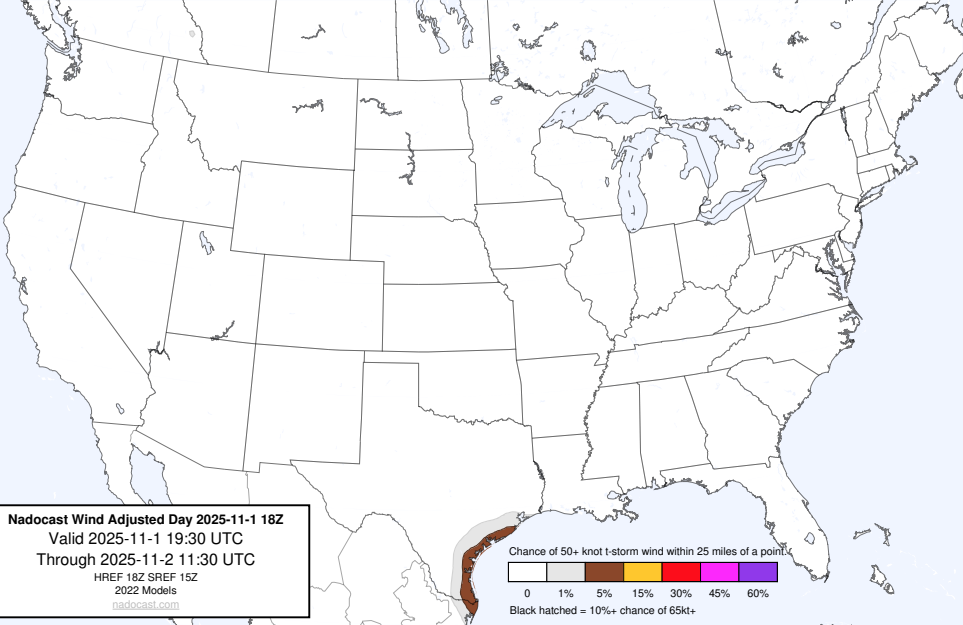 Nadocast Wind Adjusted Day 2025-11-1 18Z
Valid 2025-11-1 19:30 UTC
Through 2025-11-2 11:30 UTC
HREF 18Z SREF 15Z
2022 Models
nadocast.com
Chance of 50+ knot t-storm wind within 25 miles of a point.
0 1% 5% 15% 30% 45% 60%
Black hatched = 10%+ chance of 65kt+